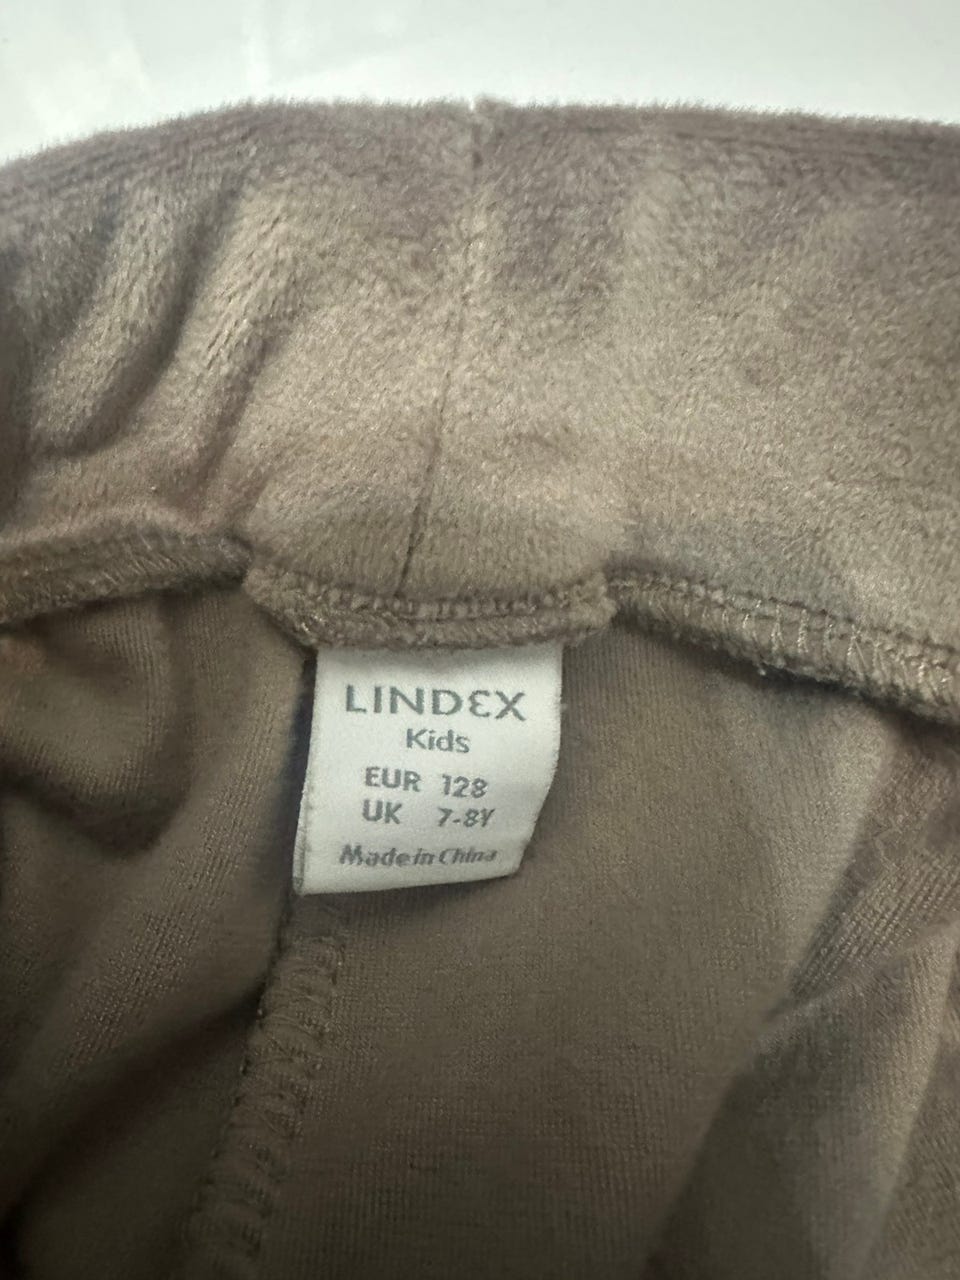 LINDEX
Kids
EUR 128
UK 7-8Y
Made in China